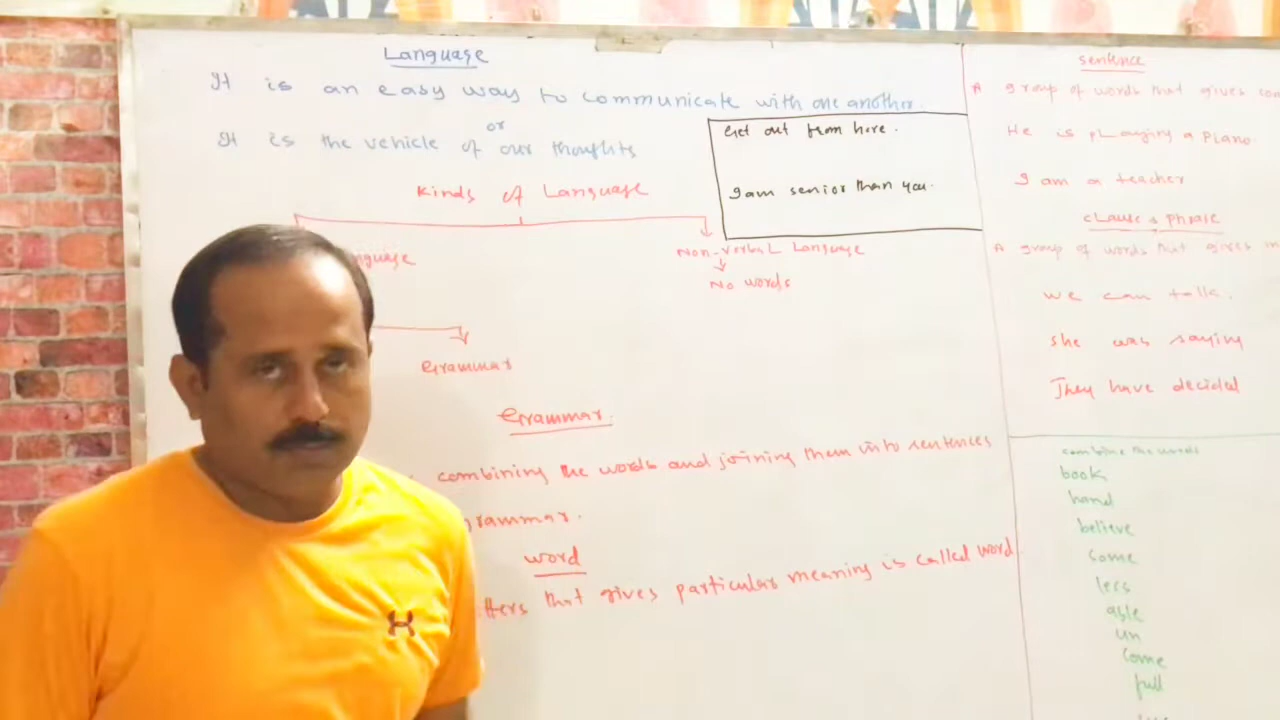 Language
It is an easy way to communicate with one another.
or
It is the vehicle of our thoughts
Kinds of Language
Non-verbal Language
No words
Grammar
Grammar.
combining the words and joining them into sentences
grammar.
word
that gives particular meaning is called word
Get out from here.
I am senior than you.
sentence
A group of words that gives
He is playing a piano.
I am a teacher
clause & phrase
A group of words that gives
we can talk.
she was saying
They have decided
combine the words
book
hand
believe
some
less
able
un
come
full